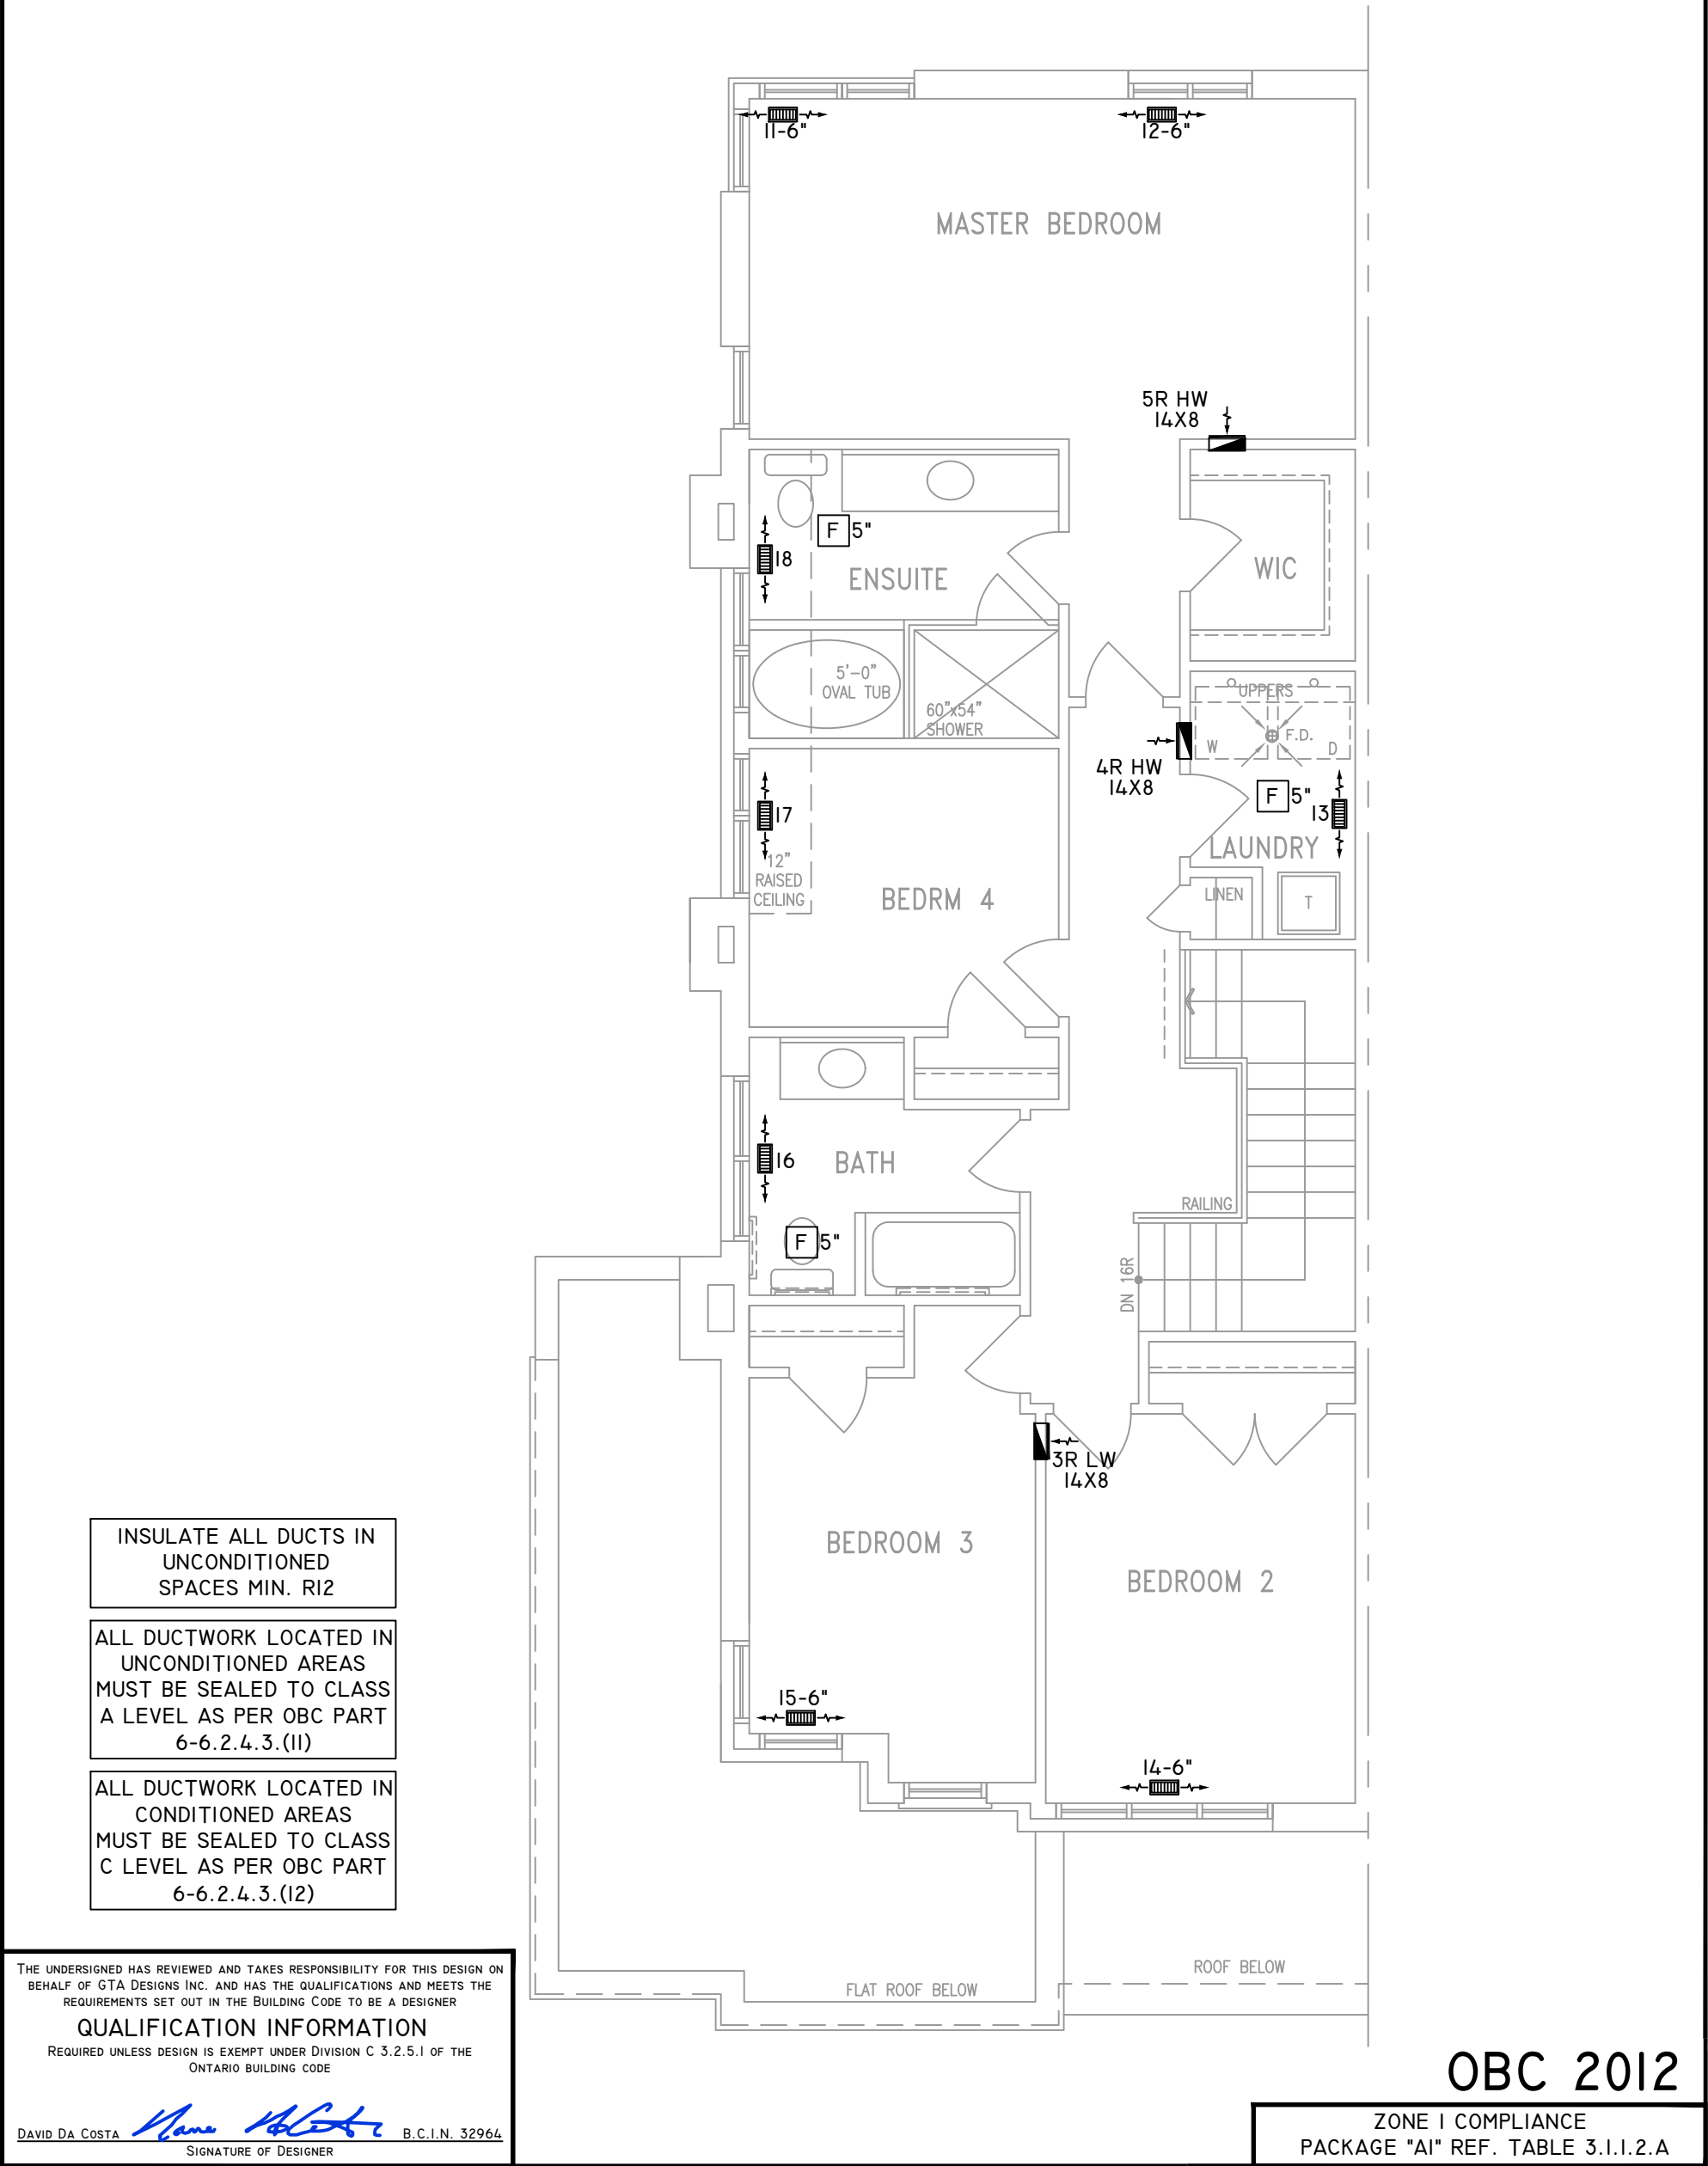 11-6"
12-6"
MASTER BEDROOM
5R HW
14X8
F 5"
18
ENSUITE
WIC
5'-0"
OVAL TUB
60"x54"
SHOWER
UPPERS
F.D.
W
D
4R HW
14X8
F 5"
13
17
LAUNDRY
12"
RAISED
CEILING
BEDRM 4
LINEN
T
16
BATH
RAILING
F 5"
DN 16R
3R LW
14X8
BEDROOM 3
BEDROOM 2
15-6"
14-6"
INSULATE ALL DUCTS IN
UNCONDITIONED
SPACES MIN. R12
ALL DUCTWORK LOCATED IN
UNCONDITIONED AREAS
MUST BE SEALED TO CLASS
A LEVEL AS PER OBC PART
6-6.2.4.3.(11)
ALL DUCTWORK LOCATED IN
CONDITIONED AREAS
MUST BE SEALED TO CLASS
C LEVEL AS PER OBC PART
6-6.2.4.3.(12)
FLAT ROOF BELOW
ROOF BELOW
THE UNDERSIGNED HAS REVIEWED AND TAKES RESPONSIBILITY FOR THIS DESIGN ON
BEHALF OF GTA DESIGNS INC. AND HAS THE QUALIFICATIONS AND MEETS THE
REQUIREMENTS SET OUT IN THE BUILDING CODE TO BE A DESIGNER
QUALIFICATION INFORMATION
REQUIRED UNLESS DESIGN IS EXEMPT UNDER DIVISION C 3.2.5.1 OF THE
ONTARIO BUILDING CODE
DAVID DA COSTA B.C.I.N. 32964
SIGNATURE OF DESIGNER
OBC 2012
ZONE 1 COMPLIANCE
PACKAGE "A1" REF. TABLE 3.1.1.2.A